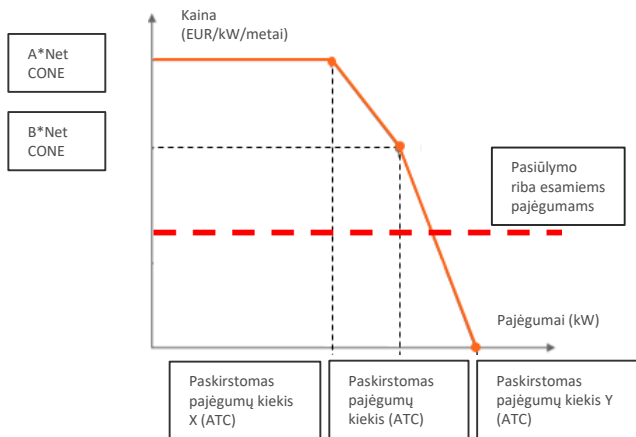 Kaina
(EUR/kW/metai)
A*Net
CONE
B*Net
CONE
Pasiūlymo
riba esamiems
pajėgumams
Pajėgumai (kW)
Paskirstomas
pajėgumų kiekis
X (ATC)
Paskirstomas
pajėgumų
kiekis (ATC)
Paskirstomas
pajėgumų kiekis Y
(ATC)